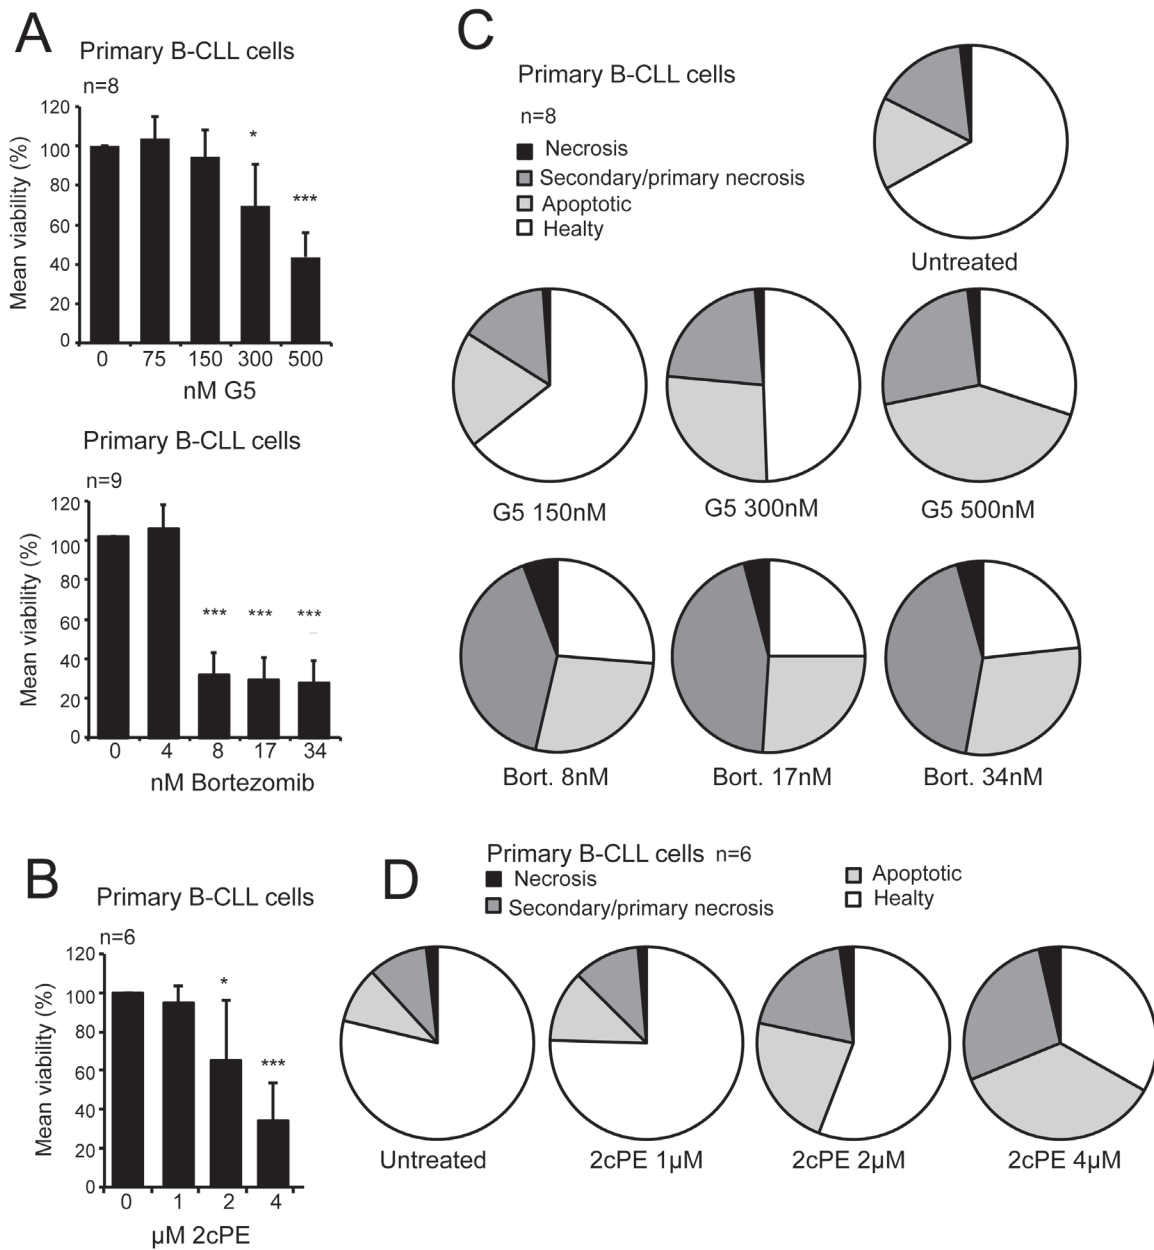 A
Primary B-CLL cells
n=8
Mean viability (%)
120
100
80
60
40
20
0
*
***
0 75 150 300 500
nM G5
Primary B-CLL cells
n=9
Mean viability (%)
120
100
80
60
40
20
0
*** *** ***
0 4 8 17 34
nM Bortezomib
B
Primary B-CLL cells
n=6
Mean viability (%)
120
100
80
60
40
20
0
*
***
0 1 2 4
µM 2cPE
C
Primary B-CLL cells
n=8
Necrosis
Secondary/primary necrosis
Apoptotic
Healty
Untreated
G5 150nM G5 300nM G5 500nM
Bort. 8nM Bort. 17nM Bort. 34nM
D
Primary B-CLL cells n=6
Necrosis
Secondary/primary necrosis
Apoptotic
Healty
Untreated 2cPE 1µM 2cPE 2µM 2cPE 4µM